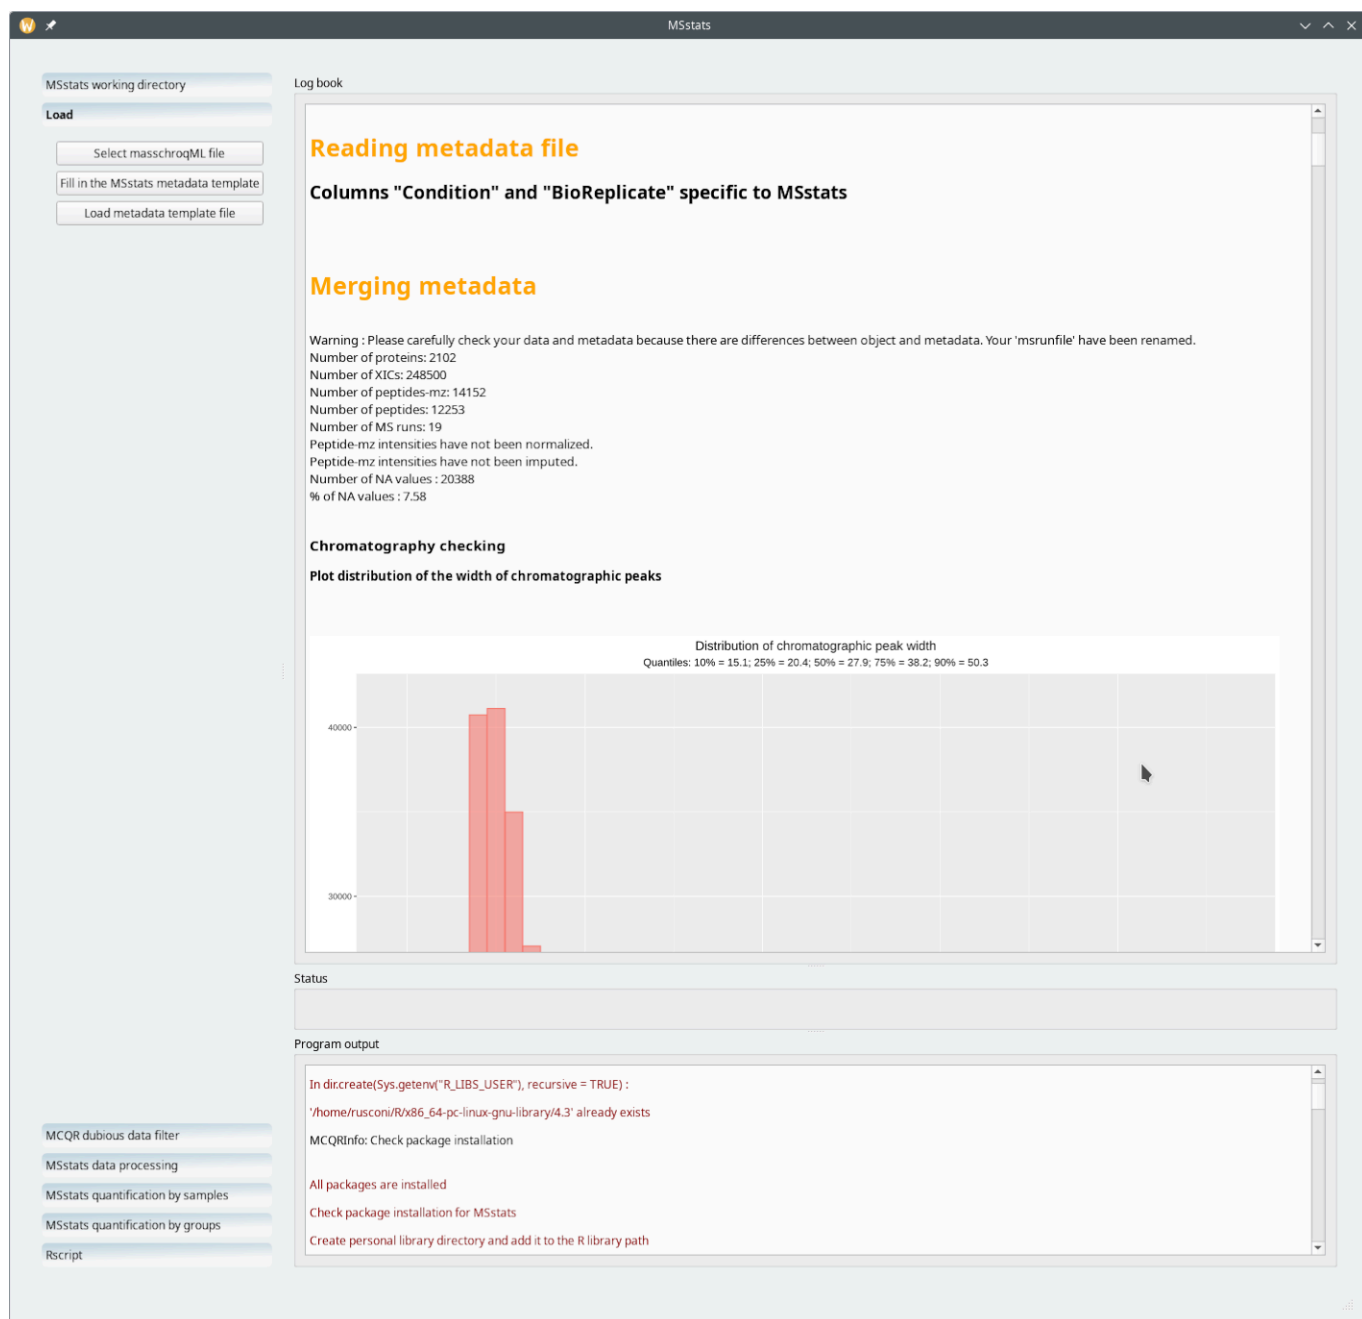 MSstats
MSstats working directory
Load
Select masschroqML file
Fill in the MSstats metadata template
Load metadata template file
Log book
Reading metadata file
Columns "Condition" and "BioReplicate" specific to MSstats
Merging metadata
Warning : Please carefully check your data and metadata because there are differences between object and metadata. Your 'msrunfile' have been renamed.
Number of proteins: 2102
Number of XICs: 248500
Number of peptides-mz: 14152
Number of peptides: 12253
Number of MS runs: 19
Peptide-mz intensities have not been normalized.
Peptide-mz intensities have not been imputed.
Number of NA values : 20388
% of NA values : 7.58
Chromatography checking
Plot distribution of the width of chromatographic peaks
Distribution of chromatographic peak width
Quantiles: 10% = 15.1; 25% = 20.4; 50% = 27.9; 75% = 38.2; 90% = 50.3
40000
30000
Status
Program output
In dir.create(Sys.getenv("R_LIBS_USER"), recursive = TRUE) :
'/home/rusconi/R/x86_64-pc-linux-gnu-library/4.3' already exists
MCQRInfo: Check package installation
All packages are installed
Check package installation for MSstats
Create personal library directory and add it to the R library path
MCQR dubious data filter
MSstats data processing
MSstats quantification by samples
MSstats quantification by groups
Rscript